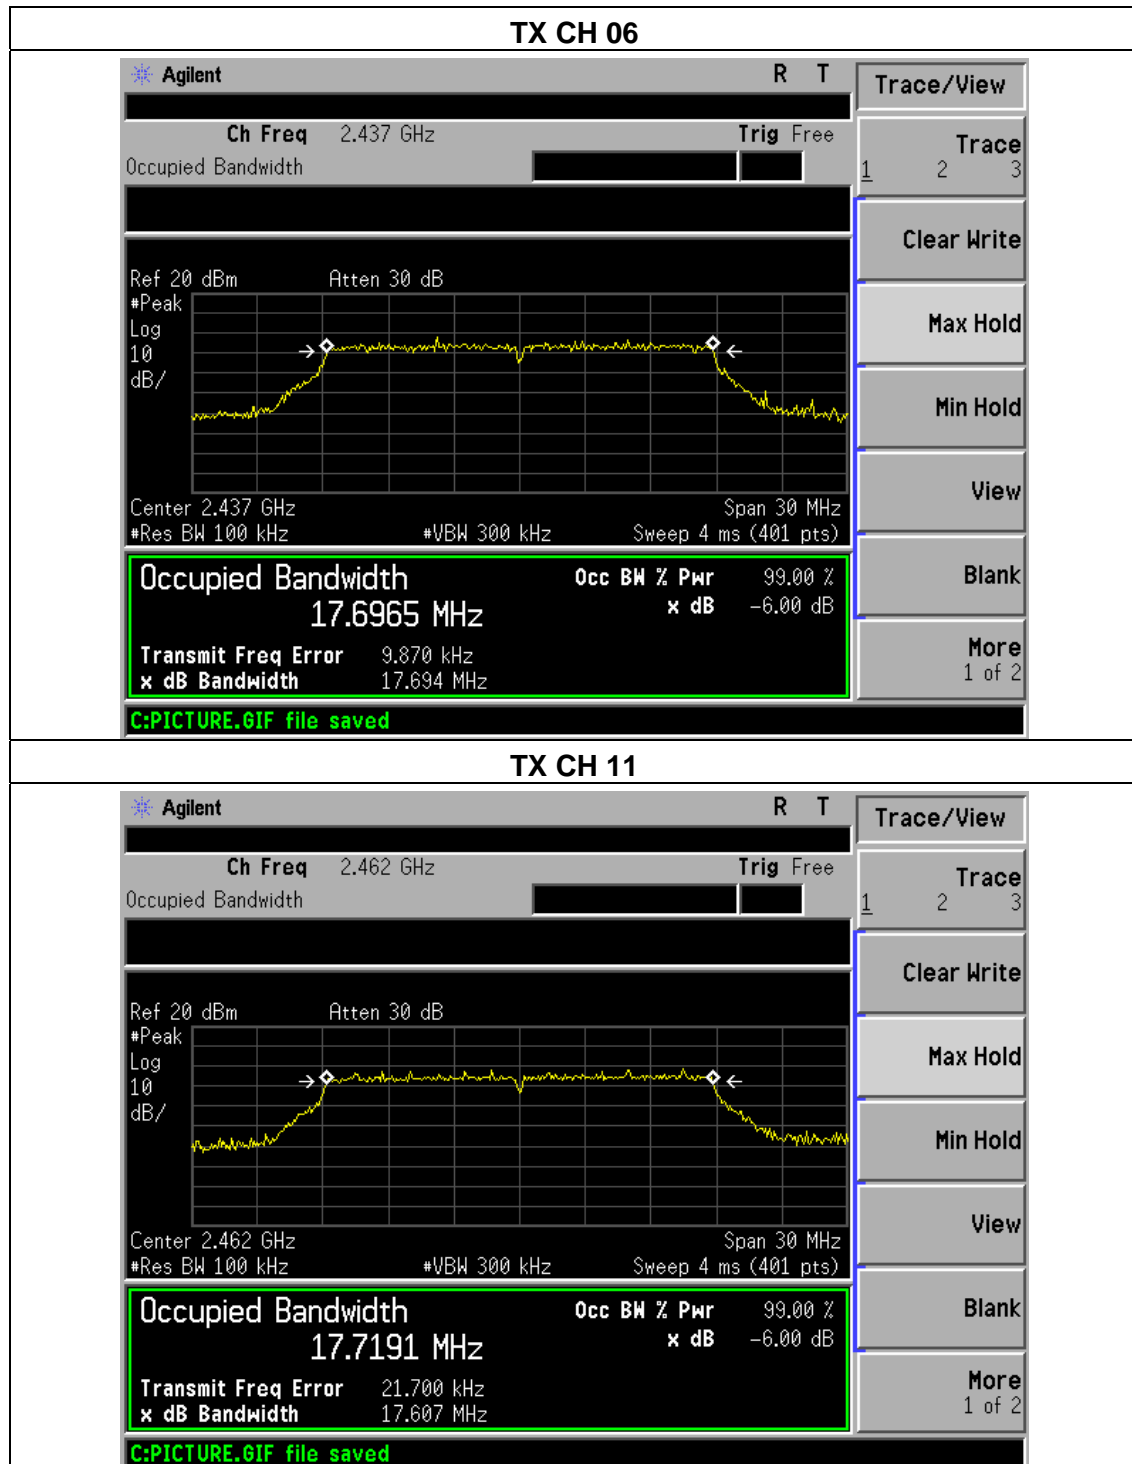 TX CH 06
Agilent R T
Trace/View
Ch Freq 2.437 GHz Trig Free
Occupied Bandwidth
Trace
1 2 3
Clear Write
Ref 20 dBm Atten 30 dB
#Peak
Log
10
dB/
Max Hold
Min Hold
View
Center 2.437 GHz Span 30 MHz
#Res BW 100 kHz #VBW 300 kHz Sweep 4 ms (401 pts)
Occupied Bandwidth Occ BW % Pwr 99.00 %
17.6965 MHz x dB -6.00 dB
Blank
Transmit Freq Error 9.870 kHz
x dB Bandwidth 17.694 MHz
More
1 of 2
C:PICTURE.GIF file saved
TX CH 11
Agilent R T
Trace/View
Ch Freq 2.462 GHz Trig Free
Occupied Bandwidth
Trace
1 2 3
Clear Write
Ref 20 dBm Atten 30 dB
#Peak
Log
10
dB/
Max Hold
Min Hold
View
Center 2.462 GHz Span 30 MHz
#Res BW 100 kHz #VBW 300 kHz Sweep 4 ms (401 pts)
Occupied Bandwidth Occ BW % Pwr 99.00 %
17.7191 MHz x dB -6.00 dB
Blank
Transmit Freq Error 21.700 kHz
x dB Bandwidth 17.607 MHz
More
1 of 2
C:PICTURE.GIF file saved